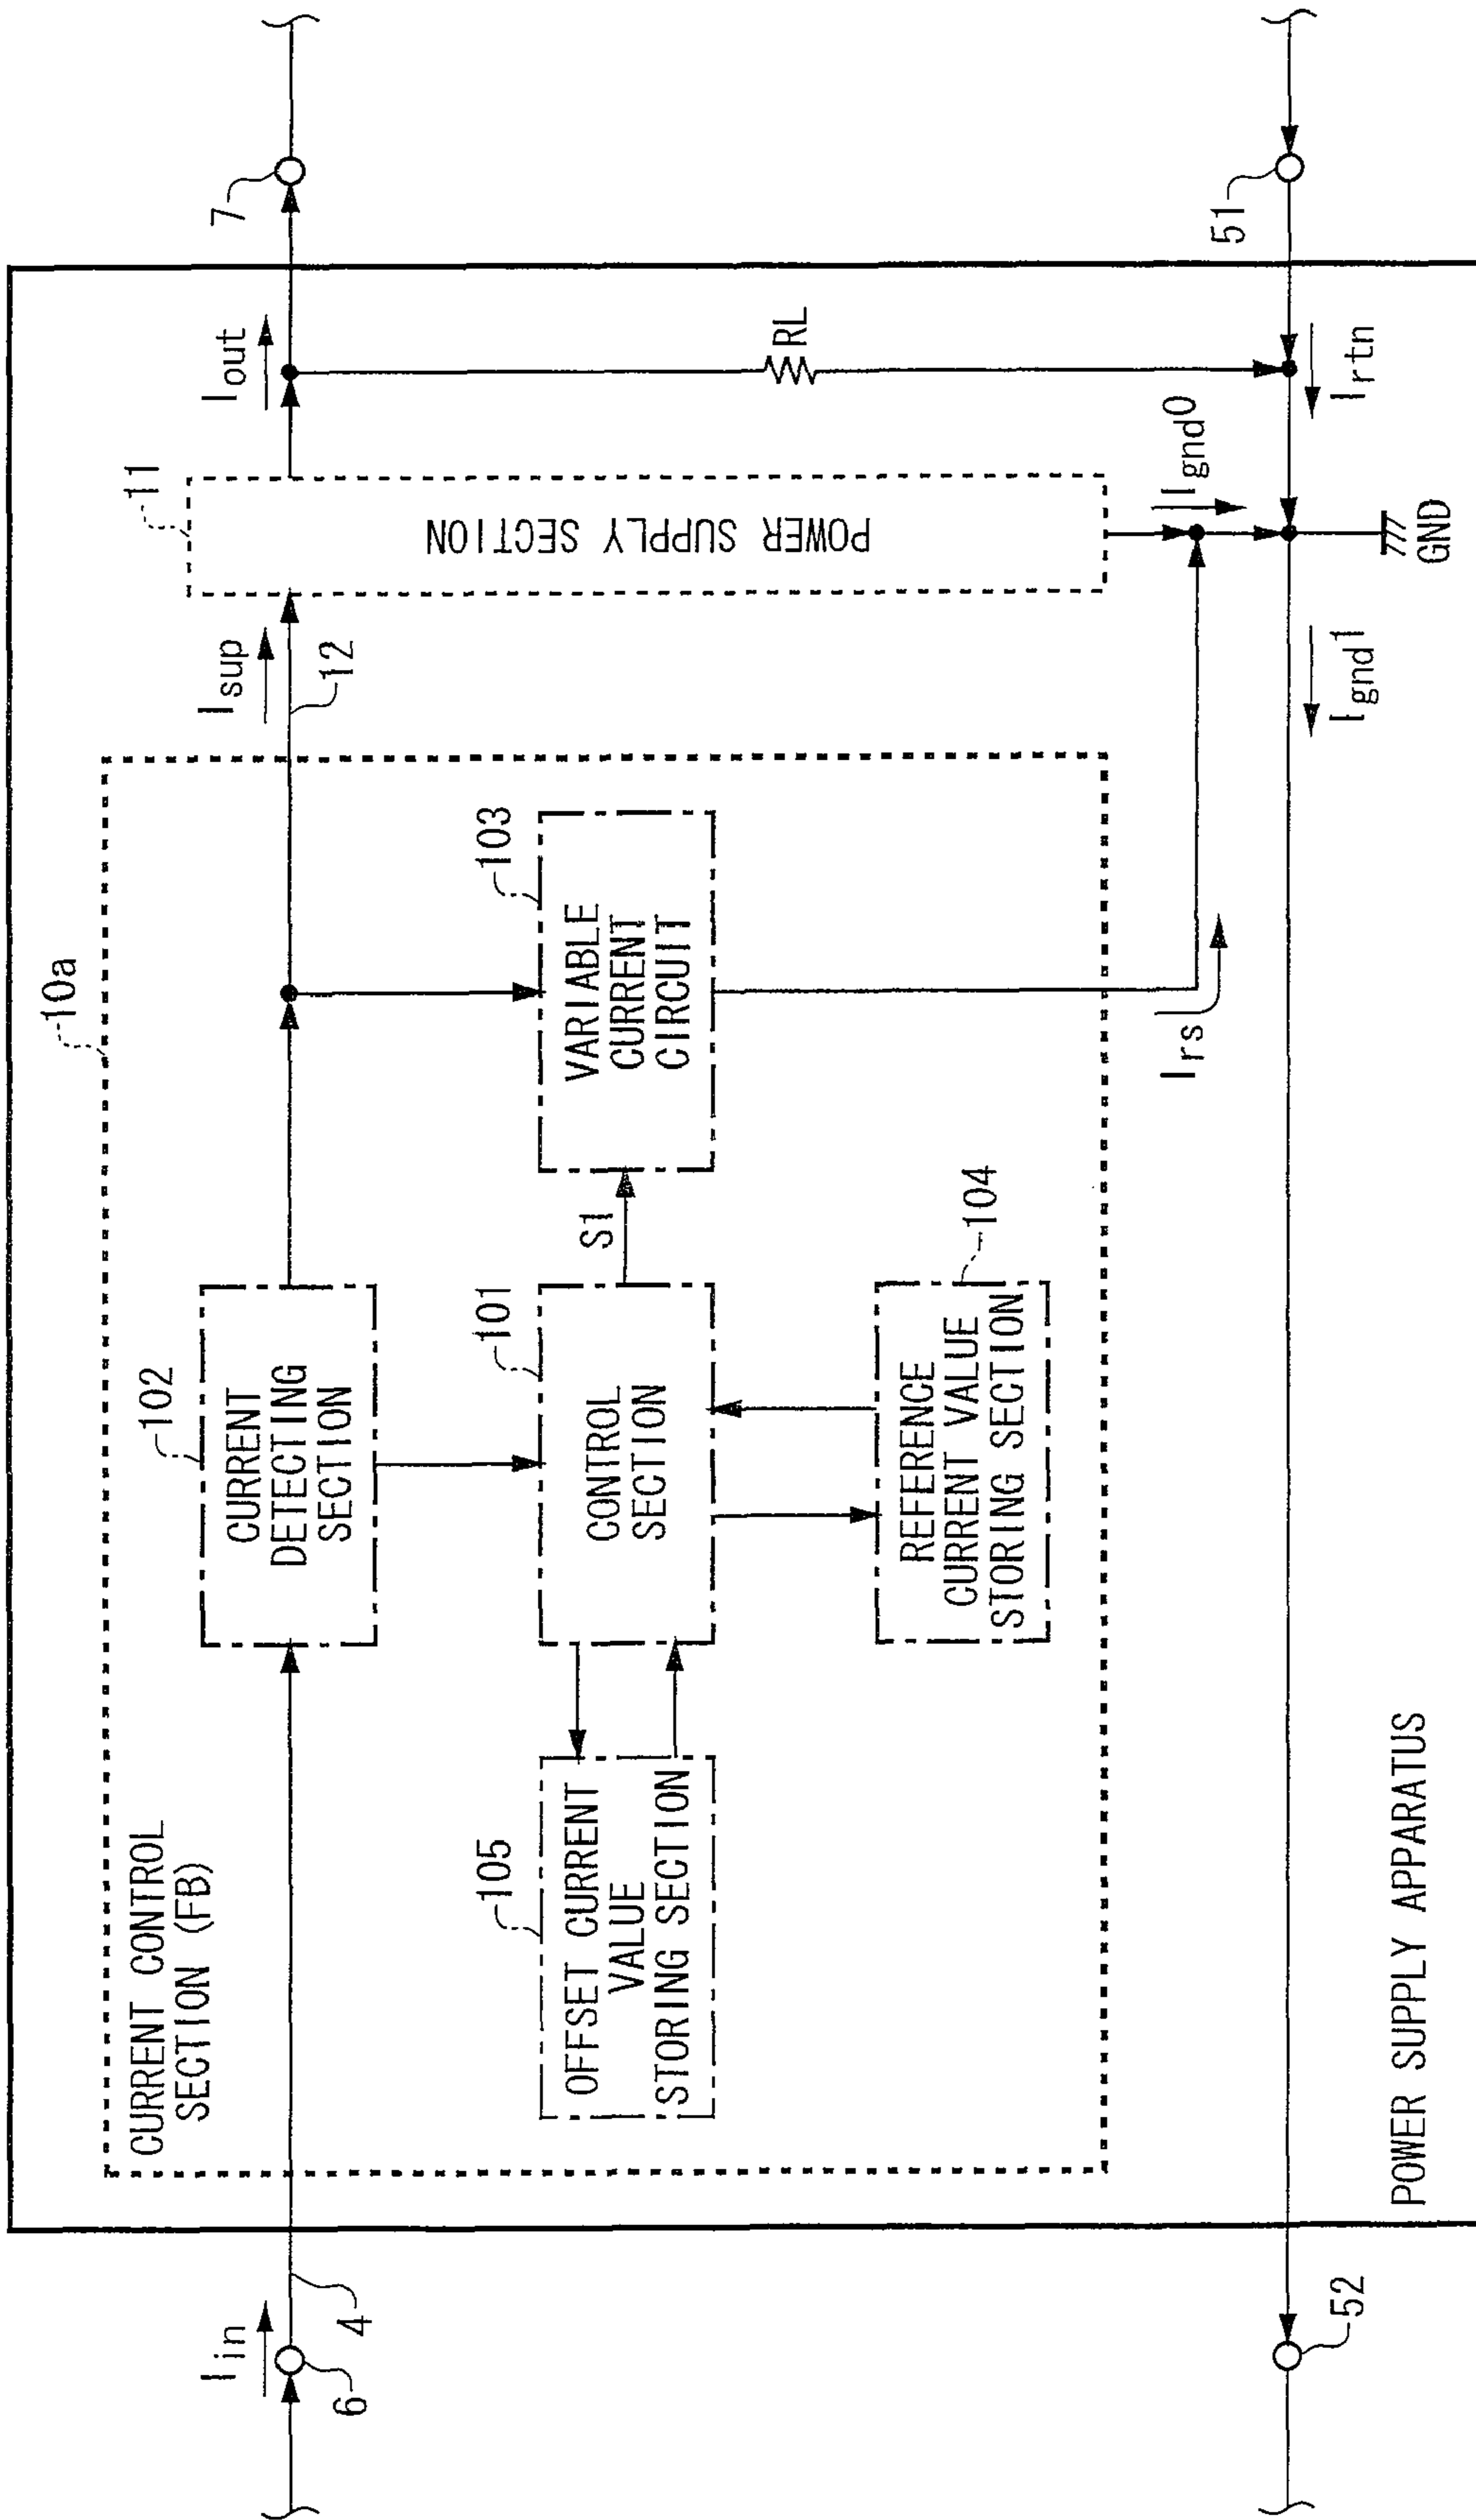 10a
CURRENT CONTROL
SECTION (FB)
Iin
6
4
102
CURRENT
DETECTING
SECTION
Isup
12
11
POWER SUPPLY SECTION
Iout
7
105
OFFSET CURRENT
VALUE
STORING SECTION
101
CONTROL
SECTION
S1
103
VARIABLE
CURRENT
CIRCUIT
RL
104
REFERENCE
CURRENT VALUE
STORING SECTION
Irs
Ignd0
51
52
Ignd1
Irtn
GND
POWER SUPPLY APPARATUS